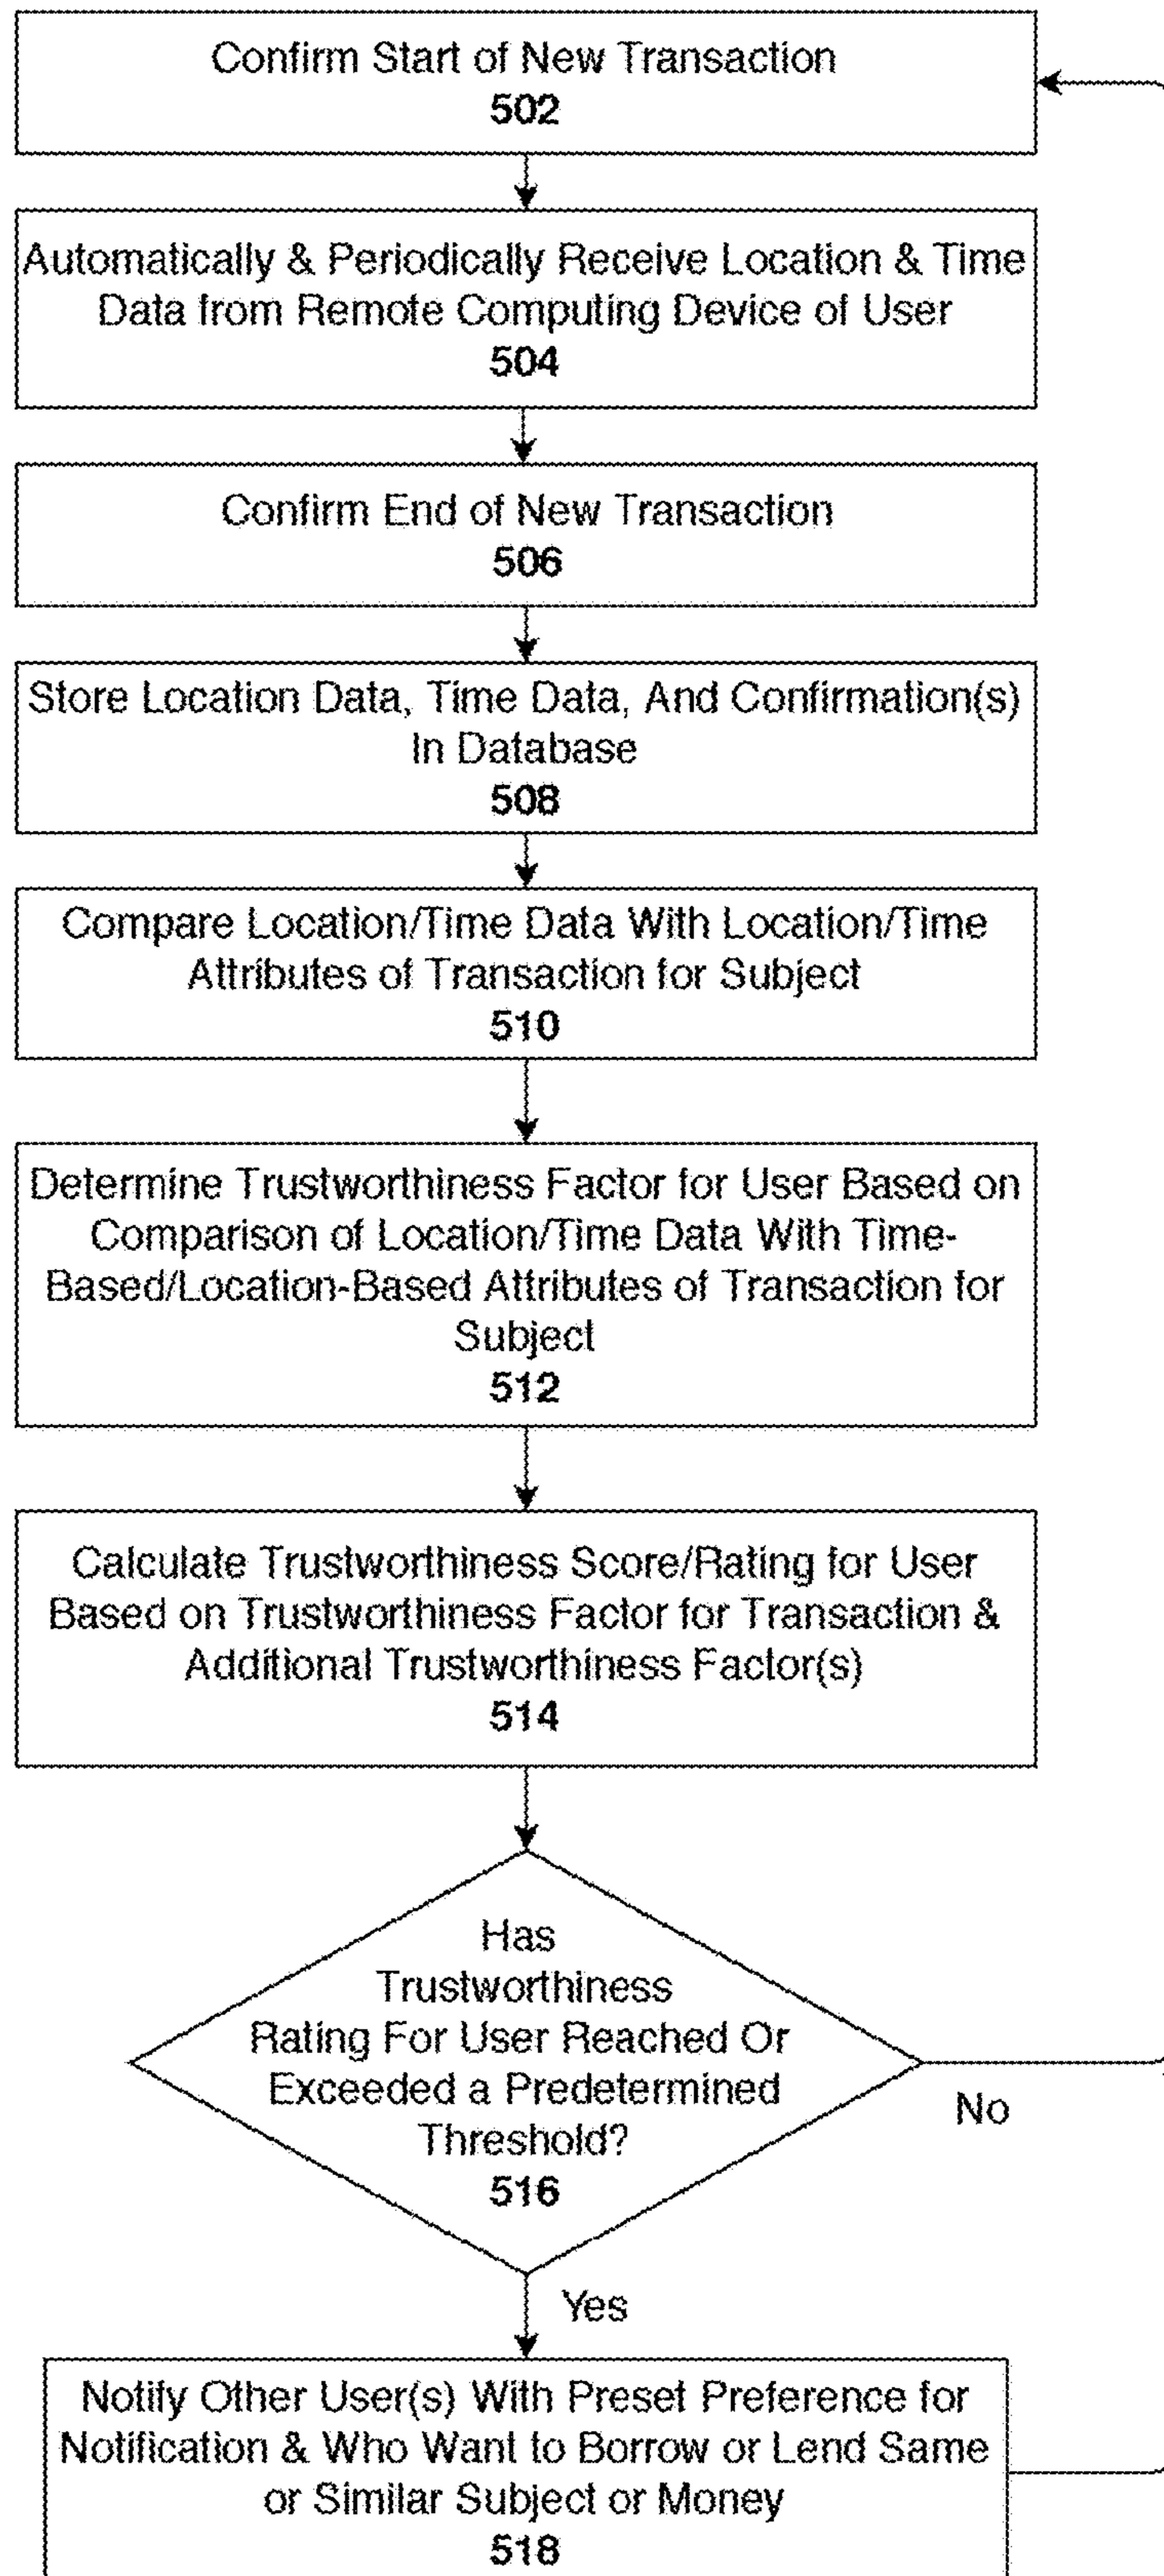 Confirm Start of New Transaction
502
Automatically & Periodically Receive Location & Time
Data from Remote Computing Device of User
504
Confirm End of New Transaction
506
Store Location Data, Time Data, And Confirmation(s)
In Database
508
Compare Location/Time Data With Location/Time
Attributes of Transaction for Subject
510
Determine Trustworthiness Factor for User Based on
Comparison of Location/Time Data With Time-
Based/Location-Based Attributes of Transaction for
Subject
512
Calculate Trustworthiness Score/Rating for User
Based on Trustworthiness Factor for Transaction &
Additional Trustworthiness Factor(s)
514
Has
Trustworthiness
Rating For User Reached Or
Exceeded a Predetermined
Threshold?
516
No
Yes
Notify Other User(s) With Preset Preference for
Notification & Who Want to Borrow or Lend Same
or Similar Subject or Money
518